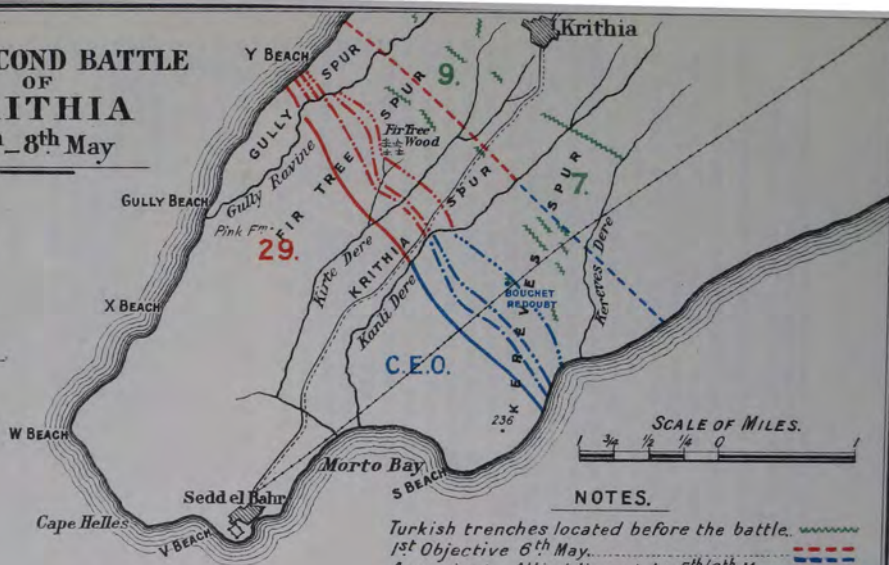 COND BATTLE
OF
ITHIA
8th May
Y BEACH
GULLY BEACH
X BEACH
W BEACH
Cape Helles
V BEACH
Sedd el Bahr
Morto Bay
S BEACH
Krithia
GULLY SPUR
Gully Ravine
FIR TREE SPUR
Fir Tree
Wood
Pink Fm.
29.
9.
7.
Kirte Dere
KRITHIA SPUR
Kanli Dere
KEREVES SPUR
Kereves Dere
BOUCHET
REDOUBT
C.E.O.
236
SCALE OF MILES.
1 3/4 1/2 1/4 0 1
NOTES.
Turkish trenches located before the battle
1st Objective 6th May